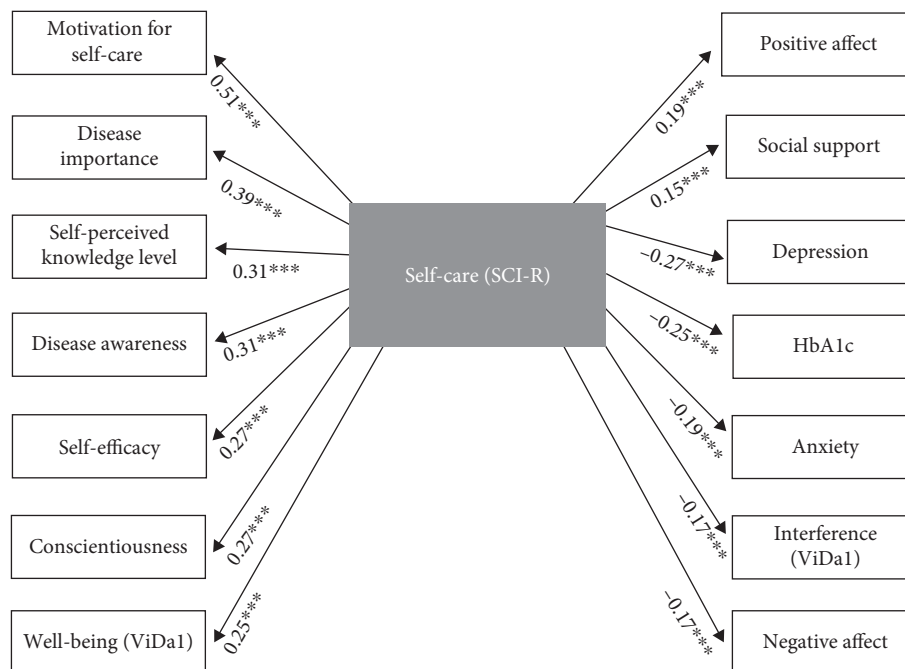 Motivation for
self-care
0.51***
Disease
importance
0.39***
Self-perceived
knowledge level
0.31***
Disease awareness
0.31***
Self-efficacy
0.27***
Conscientiousness
0.27***
Well-being (ViDa1)
0.25***
Self-care (SCI-R)
Positive affect
0.19***
Social support
0.15***
Depression
−0.27***
HbA1c
−0.25***
Anxiety
−0.19***
Interference
(ViDa1)
−0.17***
Negative affect
−0.17***